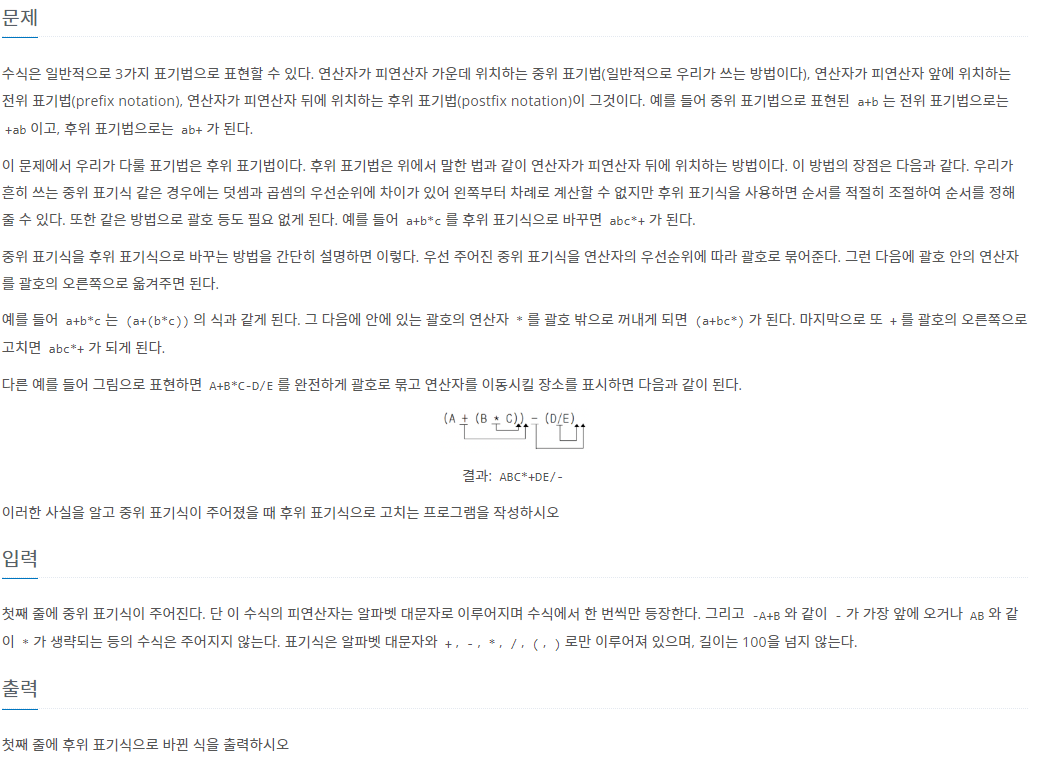 문제
수식은 일반적으로 3가지 표기법으로 표현할 수 있다. 연산자가 피연산자 가운데 위치하는 중위 표기법(일반적으로 우리가 쓰는 방법이다), 연산자가 피연산자 앞에 위치하는
전위 표기법(prefix notation), 연산자가 피연산자 뒤에 위치하는 후위 표기법(postfix notation)이 그것이다. 예를 들어 중위 표기법으로 표현된 a+b 는 전위 표기법으로는
+ab 이고, 후위 표기법으로는 ab+ 가 된다.
이 문제에서 우리가 다룰 표기법은 후위 표기법이다. 후위 표기법은 위에서 말한 법과 같이 연산자가 피연산자 뒤에 위치하는 방법이다. 이 방법의 장점은 다음과 같다. 우리가
흔히 쓰는 중위 표기식 같은 경우에는 덧셈과 곱셈의 우선순위에 차이가 있어 왼쪽부터 차례로 계산할 수 없지만 후위 표기식을 사용하면 순서를 적절히 조절하여 순서를 정해
줄 수 있다. 또한 같은 방법으로 괄호 등도 필요 없게 된다. 예를 들어 a+b*c 를 후위 표기식으로 바꾸면 abc*+ 가 된다.
중위 표기식을 후위 표기식으로 바꾸는 방법을 간단히 설명하면 이렇다. 우선 주어진 중위 표기식을 연산자의 우선순위에 따라 괄호로 묶어준다. 그런 다음에 괄호 안의 연산자
를 괄호의 오른쪽으로 옮겨주면 된다.
예를 들어 a+b*c 는 (a+(b*c)) 의 식과 같게 된다. 그 다음에 안에 있는 괄호의 연산자 * 를 괄호 밖으로 꺼내게 되면 (a+bc*) 가 된다. 마지막으로 또 + 를 괄호의 오른쪽으로
고치면 abc*+ 가 되게 된다.
다른 예를 들어 그림으로 표현하면 A+B*C-D/E 를 완전하게 괄호로 묶고 연산자를 이동시킬 장소를 표시하면 다음과 같이 된다.
(A + (B * C)) - (D/E)
결과: ABC*+DE/-
이러한 사실을 알고 중위 표기식이 주어졌을 때 후위 표기식으로 고치는 프로그램을 작성하시오
입력
첫째 줄에 중위 표기식이 주어진다. 단 이 수식의 피연산자는 알파벳 대문자로 이루어지며 수식에서 한 번씩만 등장한다. 그리고 -A+B 와 같이 - 가 가장 앞에 오거나 AB 와 같
이 * 가 생략되는 등의 수식은 주어지지 않는다. 표기식은 알파벳 대문자와 +, -, *, /, (, ) 로만 이루어져 있으며, 길이는 100을 넘지 않는다.
출력
첫째 줄에 후위 표기식으로 바뀐 식을 출력하시오